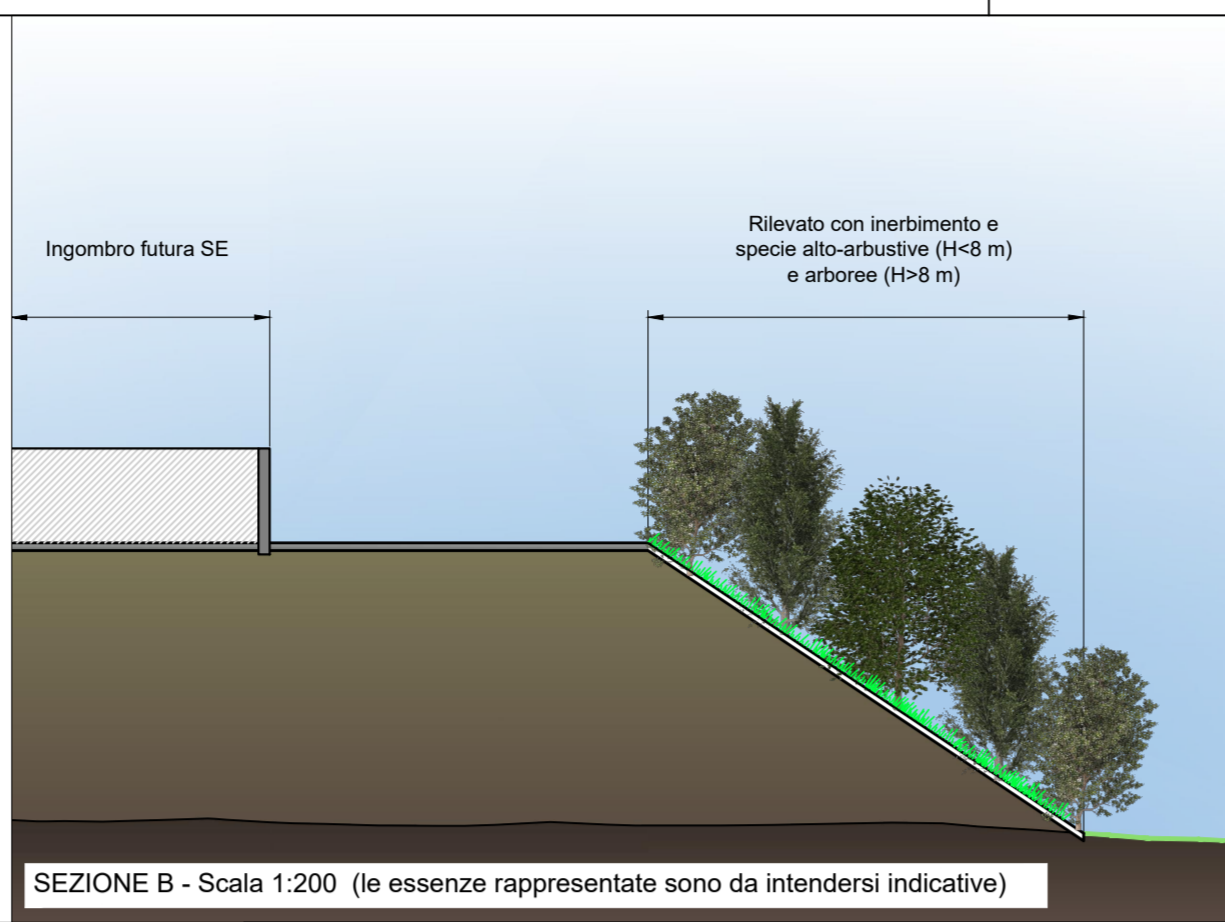 Ingombro futura SE
Rilevato con inerbimento e
specie alto-arbustive (H<8 m)
e arboree (H>8 m)
SEZIONE B - Scala 1:200 (le essenze rappresentate sono da intendersi indicative)